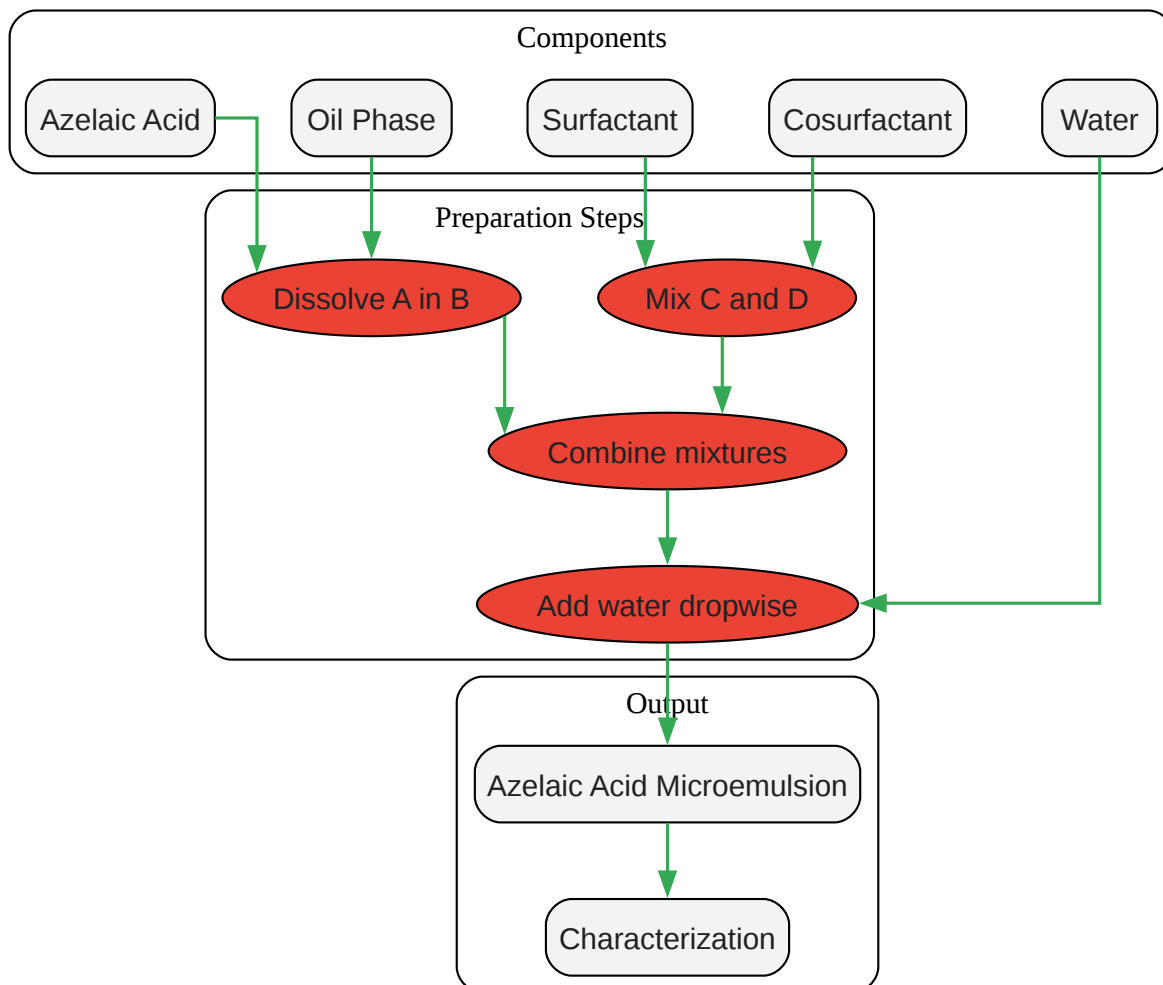 Components
Azelaic Acid
Oil Phase
Surfactant
Cosurfactant
Water
Preparation Steps
Dissolve A in B
Mix C and D
Combine mixtures
Add water dropwise
Output
Azelaic Acid Microemulsion
Characterization